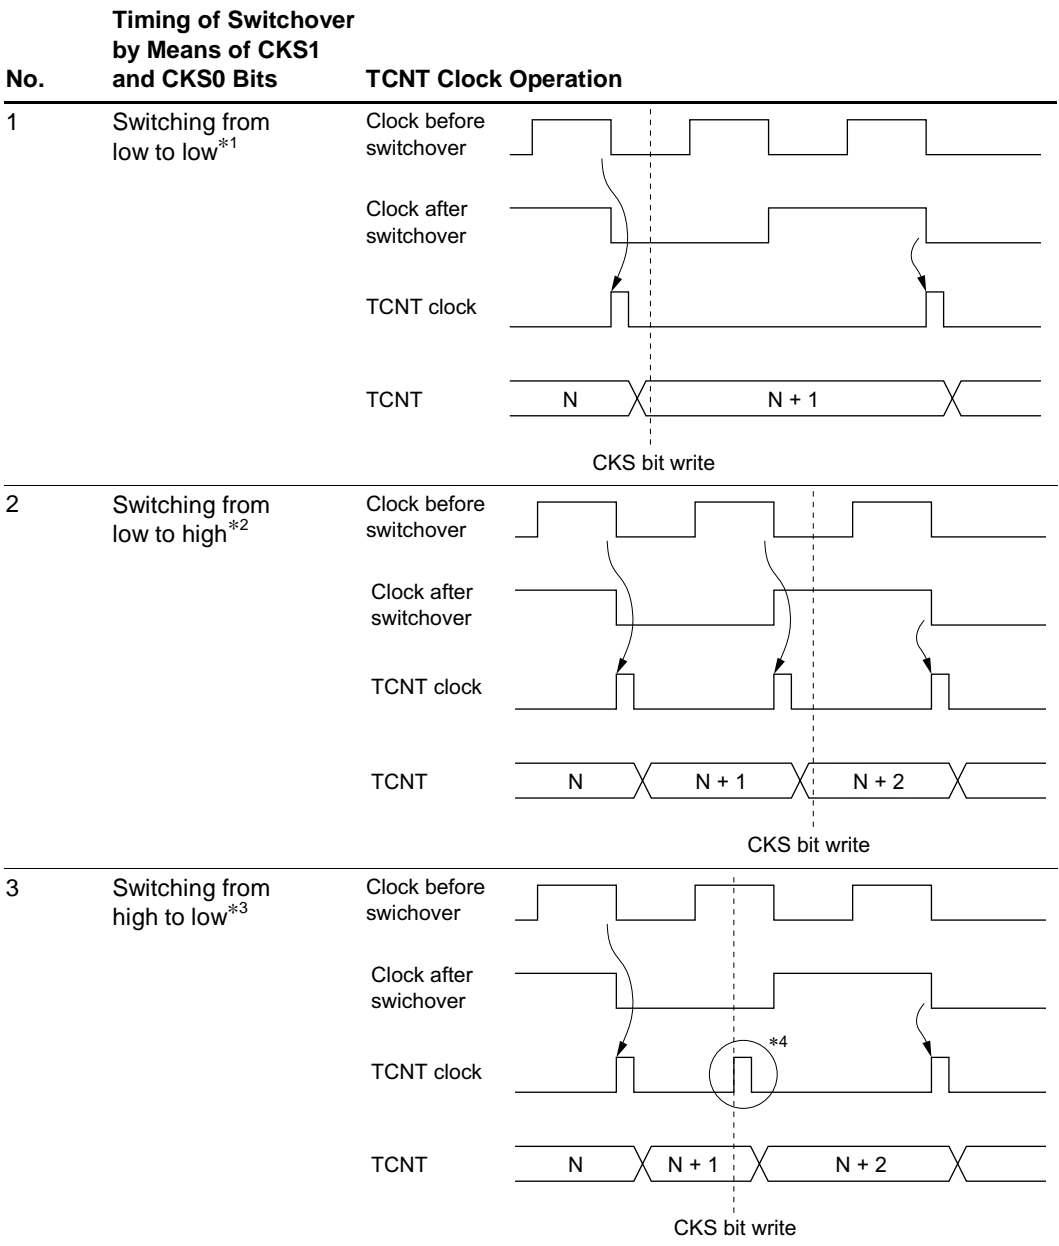 Timing of Switchover
by Means of CKS1
No. and CKS0 Bits TCNT Clock Operation
1 Switching from Clock before
low to low*1 switchover
Clock after
switchover
TCNT clock
TCNT N N + 1
CKS bit write
2 Switching from Clock before
low to high*2 switchover
Clock after
switchover
TCNT clock
TCNT N N + 1 N + 2
CKS bit write
3 Switching from Clock before
high to low*3 swichover
Clock after
swichover
*4
TCNT clock
TCNT N N + 1 N + 2
CKS bit write